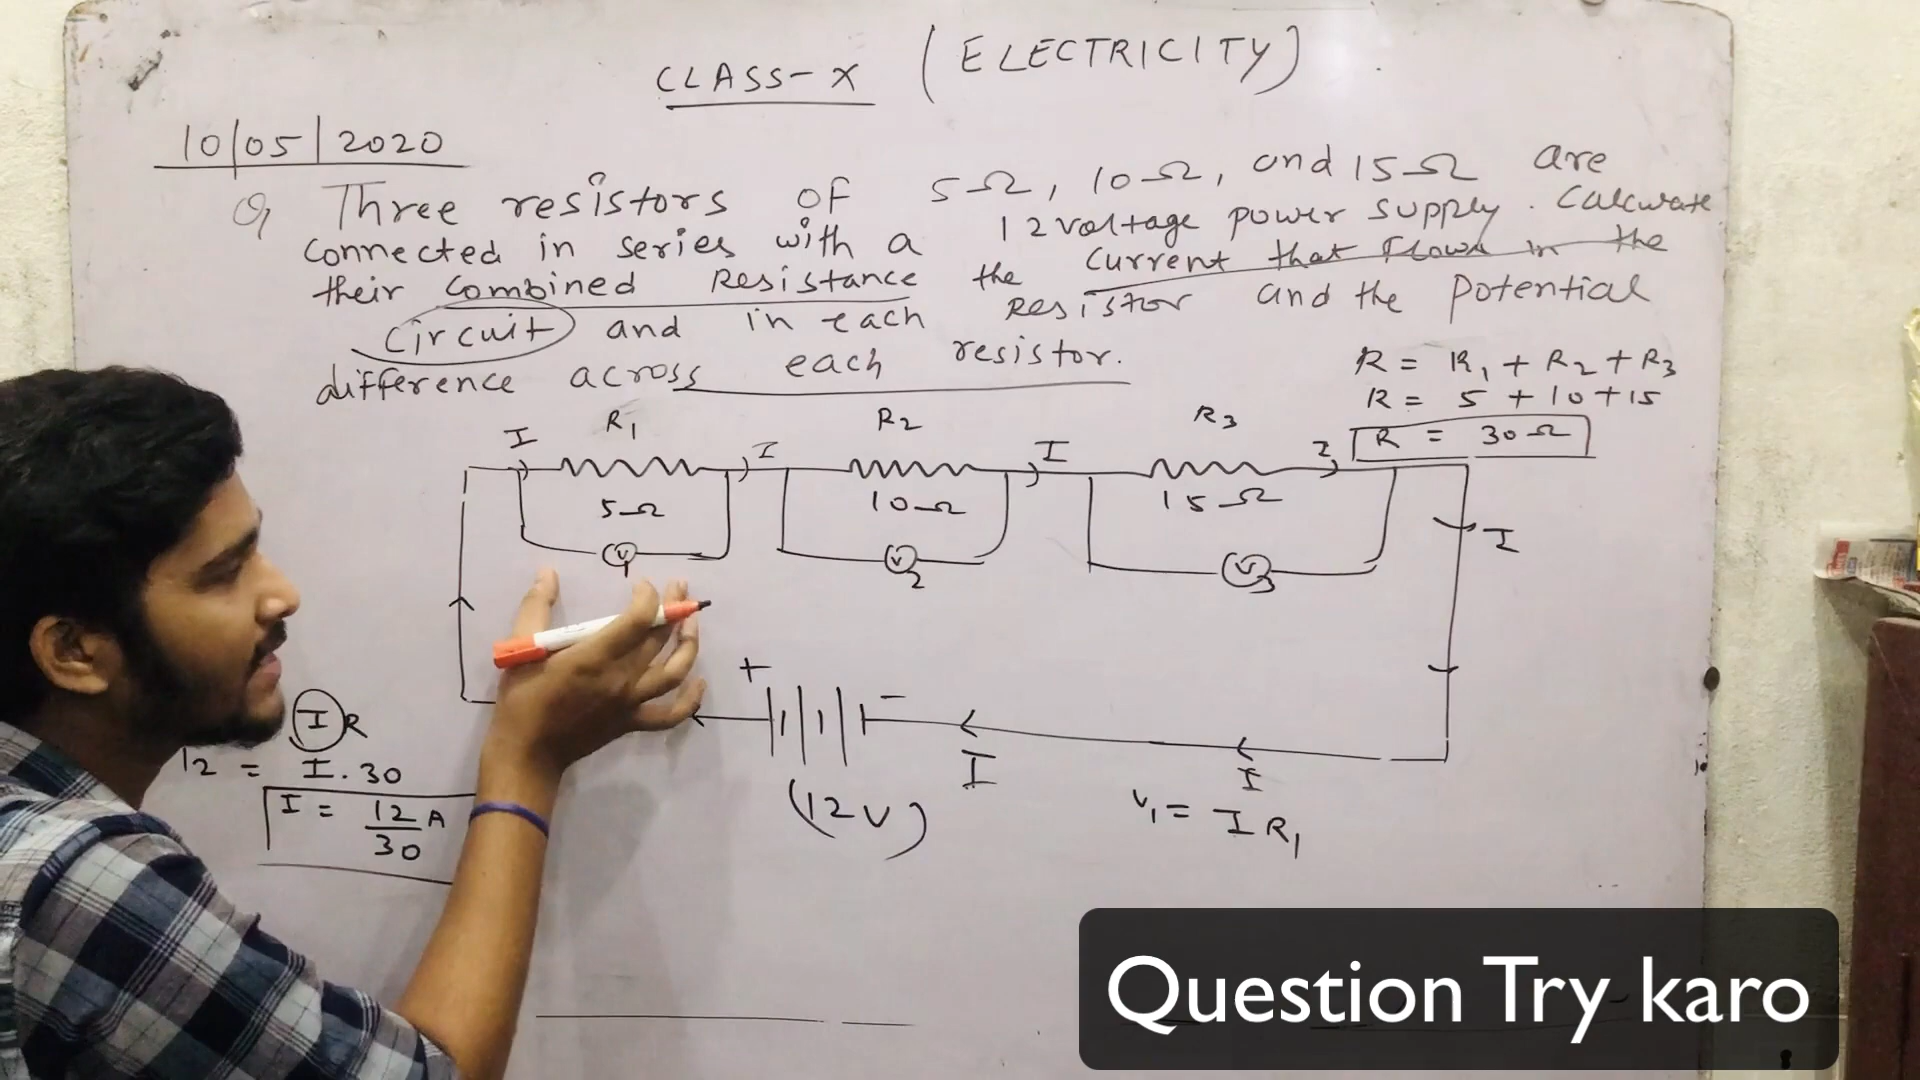 CLASS-X (ELECTRICITY)
10/05/2020
Q Three resistors of 5Ω, 10Ω, and 15Ω are
connected in series with a 12 voltage power supply. Calculate
their combined Resistance the current that flown in the
circuit and in each resistor and the potential
difference across each resistor.
R = R1 + R2 + R3
R = 5 + 10 + 15
R = 30Ω
I R1 I R2 I R3 I
5Ω 10Ω 15Ω
V1 V2 V3
I
+ -
(12V)
I
I
V1 = IR1
IR
12 = I.30
I = 12/30 A
Question Try karo